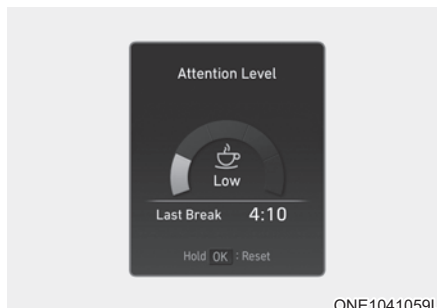 Attention Level
Low
Last Break 4:10
Hold OK : Reset
ONE1041059L